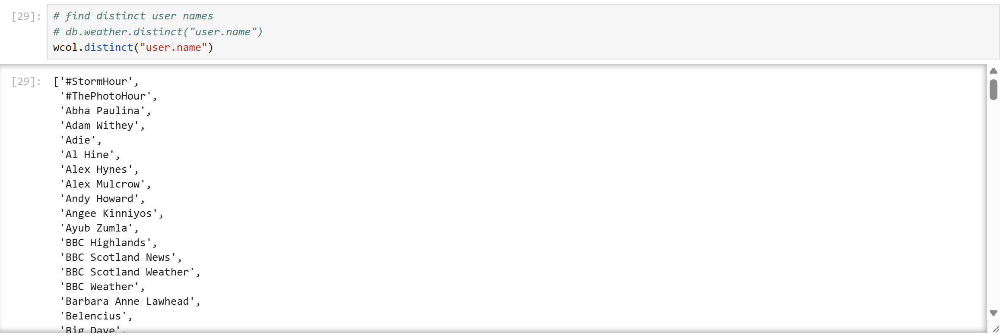 [29]:
# find distinct user names
# db.weather.distinct("user.name")
wcol.distinct("user.name")
[29]:
['#StormHour',
'#ThePhotoHour',
'Abha Paulina',
'Adam Withey',
'Adie',
'Al Hine',
'Alex Hynes',
'Alex Mulcrow',
'Andy Howard',
'Angee Kinniyos',
'Ayub Zumla',
'BBC Highlands',
'BBC Scotland News',
'BBC Scotland Weather',
'BBC Weather',
'Barbara Anne Lawhead',
'Belencius',
'Big Dave',